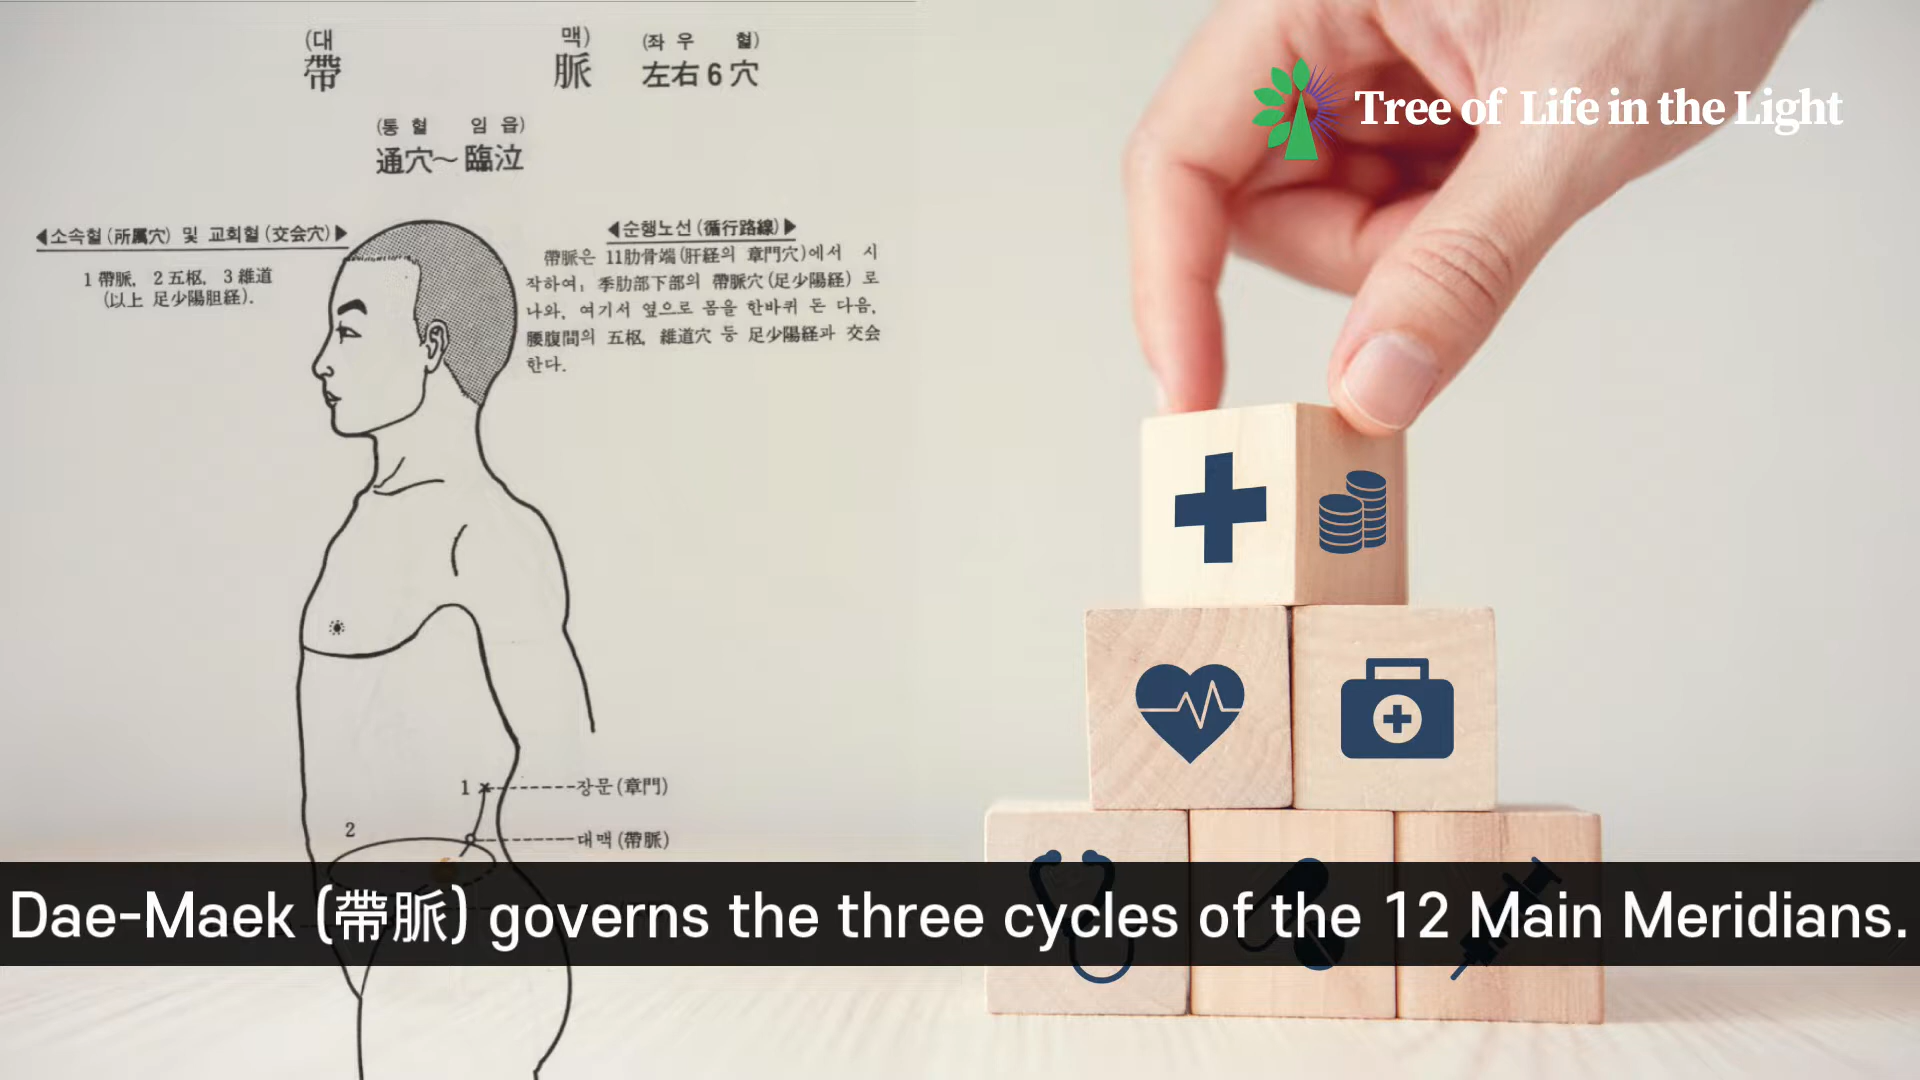 (대 맥) (좌 우 혈)
帶 脈 左右 6 穴
(통 혈 임 읍)
通穴~臨泣
◀소속혈(所属穴) 및 교회혈(交会穴)▶
1 帶脈, 2 五枢, 3 維道
(以上 足少陽胆経).
◀순행노선(循行路線)▶
帶脈은 11肋骨端(肝経의 章門穴)에서 시
작하여; 季肋部下部의 帶脈穴(足少陽経) 로
나와, 여기서 옆으로 몸을 한바퀴 돈 다음,
腰腹間의 五枢, 維道穴 등 足少陽経과 交会
한다.
Tree of Life in the Light
1 장문(章門)
2
대맥(帶脈)
Dae-Maek (帶脈) governs the three cycles of the 12 Main Meridians.